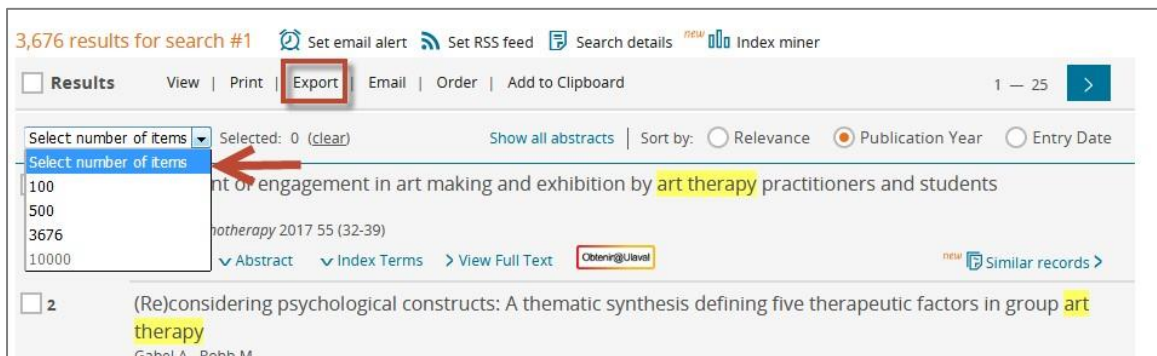 3,676 results for search #1 Set email alert Set RSS feed Search details new Index miner
Results View | Print | Export | Email | Order | Add to Clipboard 1 — 25 >
Select number of items Selected: 0 (clear) Show all abstracts | Sort by: Relevance Publication Year Entry Date
Select number of items
100 nt of engagement in art making and exhibition by art therapy practitioners and students
500
3676 hotherapy 2017 55 (32-39)
10000 Abstract Index Terms > View Full Text Obtenir@Ulaval new Similar records >
2 (Re)considering psychological constructs: A thematic synthesis defining five therapeutic factors in group art
therapy
Gabel A., Robb M.